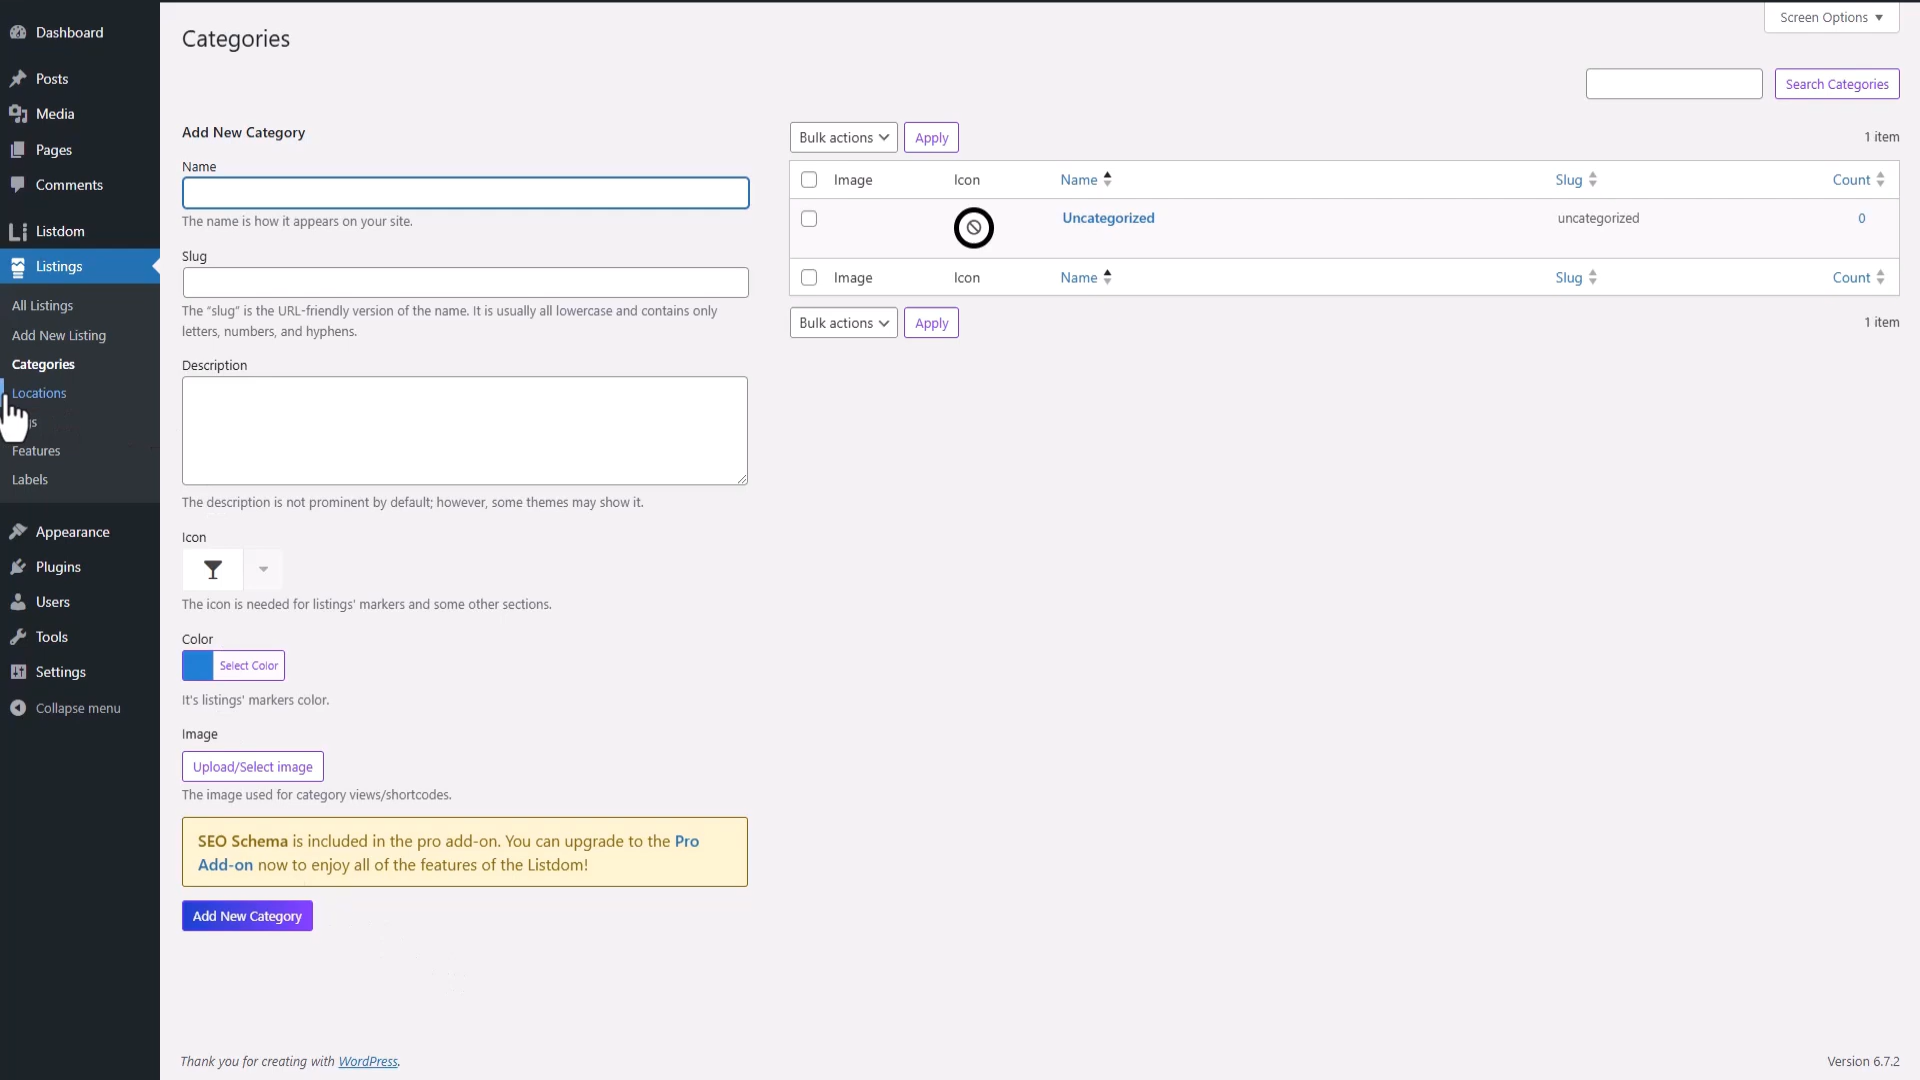 Dashboard
Posts
Media
Pages
Comments
Listdom
Listings
All Listings
Add New Listing
Categories
Locations
Features
Labels
Appearance
Plugins
Users
Tools
Settings
Collapse menu
Screen Options
Categories
Search Categories
Add New Category
Name
The name is how it appears on your site.
Slug
The “slug” is the URL-friendly version of the name. It is usually all lowercase and contains only
letters, numbers, and hyphens.
Description
The description is not prominent by default; however, some themes may show it.
Icon
The icon is needed for listings' markers and some other sections.
Color
Select Color
It's listings' markers color.
Image
Upload/Select image
The image used for category views/shortcodes.
SEO Schema is included in the pro add-on. You can upgrade to the Pro
Add-on now to enjoy all of the features of the Listdom!
Add New Category
Bulk actions Apply 1 item
Image Icon Name Slug Count
Uncategorized uncategorized 0
Image Icon Name Slug Count
Bulk actions Apply 1 item
Thank you for creating with WordPress.
Version 6.7.2